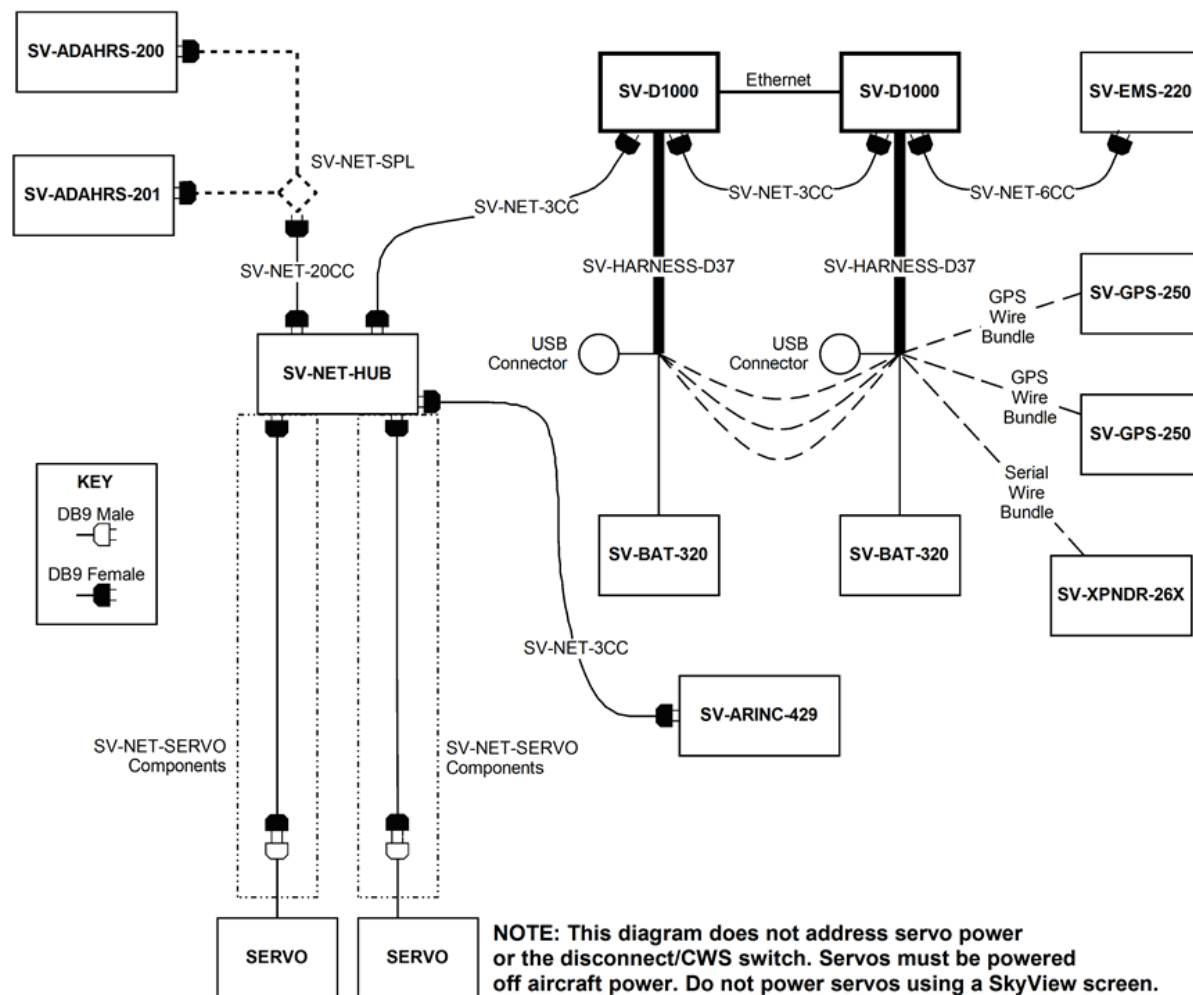 SV-ADAHRS-200
SV-D1000
Ethernet
SV-D1000
SV-EMS-220
SV-ADAHRS-201
SV-NET-SPL
SV-NET-3CC
SV-NET-3CC
SV-NET-6CC
SV-NET-20CC
SV-HARNESS-D37
SV-HARNESS-D37
GPS
Wire
Bundle
SV-GPS-250
USB
Connector
USB
Connector
SV-NET-HUB
GPS
Wire
Bundle
SV-GPS-250
KEY
DB9 Male
DB9 Female
Serial
Wire
Bundle
SV-BAT-320
SV-BAT-320
SV-XPNDR-26X
SV-NET-3CC
SV-ARINC-429
SV-NET-SERVO
Components
SV-NET-SERVO
Components
SERVO
SERVO
NOTE: This diagram does not address servo power
or the disconnect/CWS switch. Servos must be powered
off aircraft power. Do not power servos using a SkyView screen.